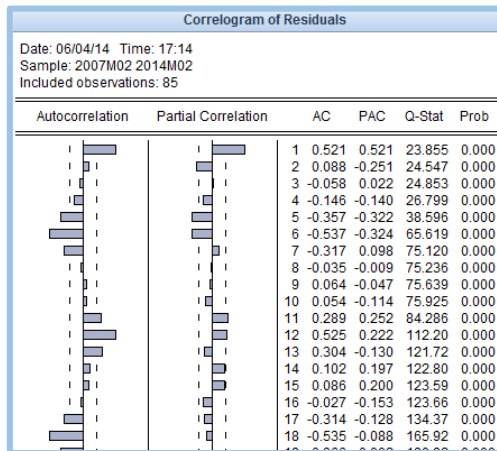 Correlogram of Residuals
Date: 06/04/14 Time: 17:14
Sample: 2007M02 2014M02
Included observations: 85
Autocorrelation Partial Correlation AC PAC Q-Stat Prob
1 0.521 0.521 23.855 0.000
2 0.088 -0.251 24.547 0.000
3 -0.058 0.022 24.853 0.000
4 -0.146 -0.140 26.799 0.000
5 -0.357 -0.322 38.596 0.000
6 -0.537 -0.324 65.619 0.000
7 -0.317 0.098 75.120 0.000
8 -0.035 -0.009 75.236 0.000
9 0.064 -0.047 75.639 0.000
10 0.054 -0.114 75.925 0.000
11 0.289 0.252 84.286 0.000
12 0.525 0.222 112.20 0.000
13 0.304 -0.130 121.72 0.000
14 0.102 0.197 122.80 0.000
15 0.086 0.200 123.59 0.000
16 -0.027 -0.153 123.66 0.000
17 -0.314 -0.128 134.37 0.000
18 -0.535 -0.088 165.92 0.000